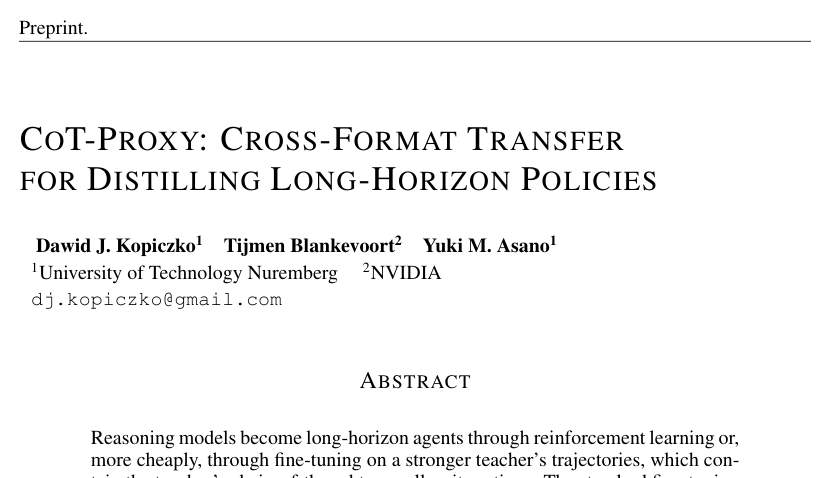 Preprint.
COT-PROXY: CROSS-FORMAT TRANSFER
FOR DISTILLING LONG-HORIZON POLICIES
Dawid J. Kopiczko¹ Tijmen Blankevoort² Yuki M. Asano¹
¹University of Technology Nuremberg ²NVIDIA
dj.kopiczko@gmail.com
ABSTRACT
Reasoning models become long-horizon agents through reinforcement learning or,
more cheaply, through fine-tuning on a stronger teacher's trajectories, which con-